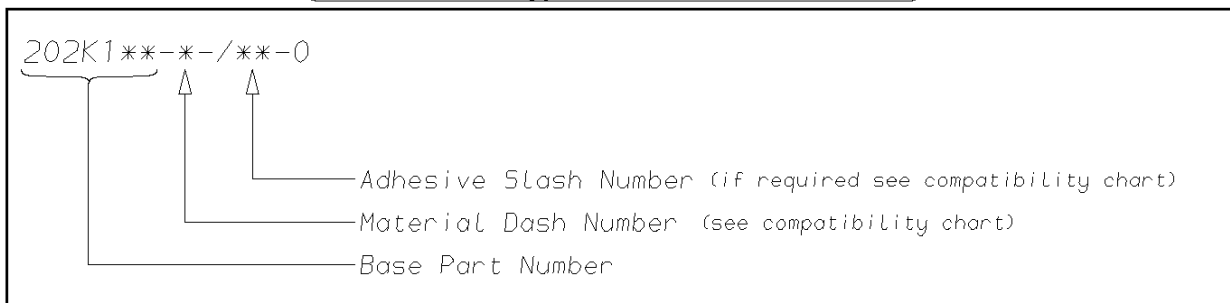 202K1**-*-/**-0
Adhesive Slash Number (if required see compatibility chart)
Material Dash Number (see compatibility chart)
Base Part Number